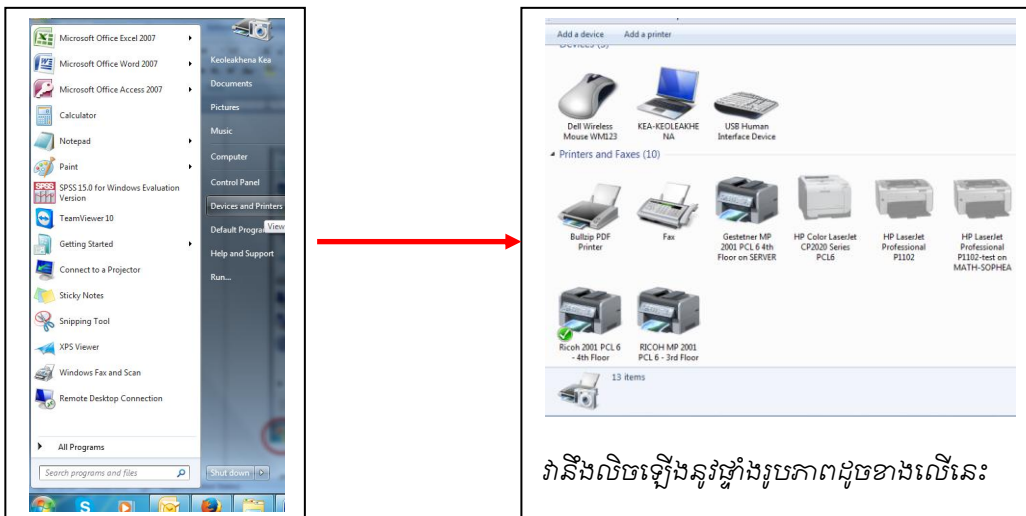 Microsoft Office Excel 2007
Microsoft Office Word 2007
Microsoft Office Access 2007
Calculator
Notepad
Paint
SPSS 15.0 for Windows Evaluation
Version
TeamViewer 10
Getting Started
Connect to a Projector
Sticky Notes
Snipping Tool
XPS Viewer
Windows Fax and Scan
Remote Desktop Connection
All Programs
Search programs and files
Keoleakhena Kea
Documents
Pictures
Music
Computer
Control Panel
Devices and Printers
Default Progra
View
Help and Support
Run...
Shut down
Add a device Add a printer
Dell Wireless
Mouse WM123
KEA-KEOLEAKHE
NA
USB Human
Interface Device
Printers and Faxes (10)
Bullzip PDF
Printer
Fax
Gestetner MP
2001 PCL 6 4th
Floor on SERVER
HP Color LaserJet
CP2020 Series
PCL6
HP LaserJet
Professional
P1102
HP LaserJet
Professional
P1102-test on
MATH-SOPHEA
Ricoh 2001 PCL 6
- 4th Floor
RICOH MP 2001
PCL 6 - 3rd Floor
13 items
វានឹងលិចឡើងនូវផ្ទាំងរូបភាពដូចខាងលើនេះ